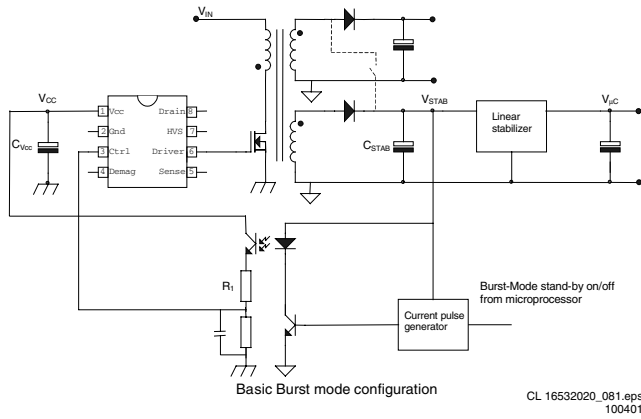 VIN
VCC
CVcc
1 Vcc Drain 8
2 Gnd HVS 7
3 Ctrl Driver 6
4 Demag Sense 5
VSTAB
CSTAB
Linear
stabilizer
VµC
R1
Burst-Mode stand-by on/off
from microprocessor
Current pulse
generator
Basic Burst mode configuration
CL 16532020_081.eps
100401